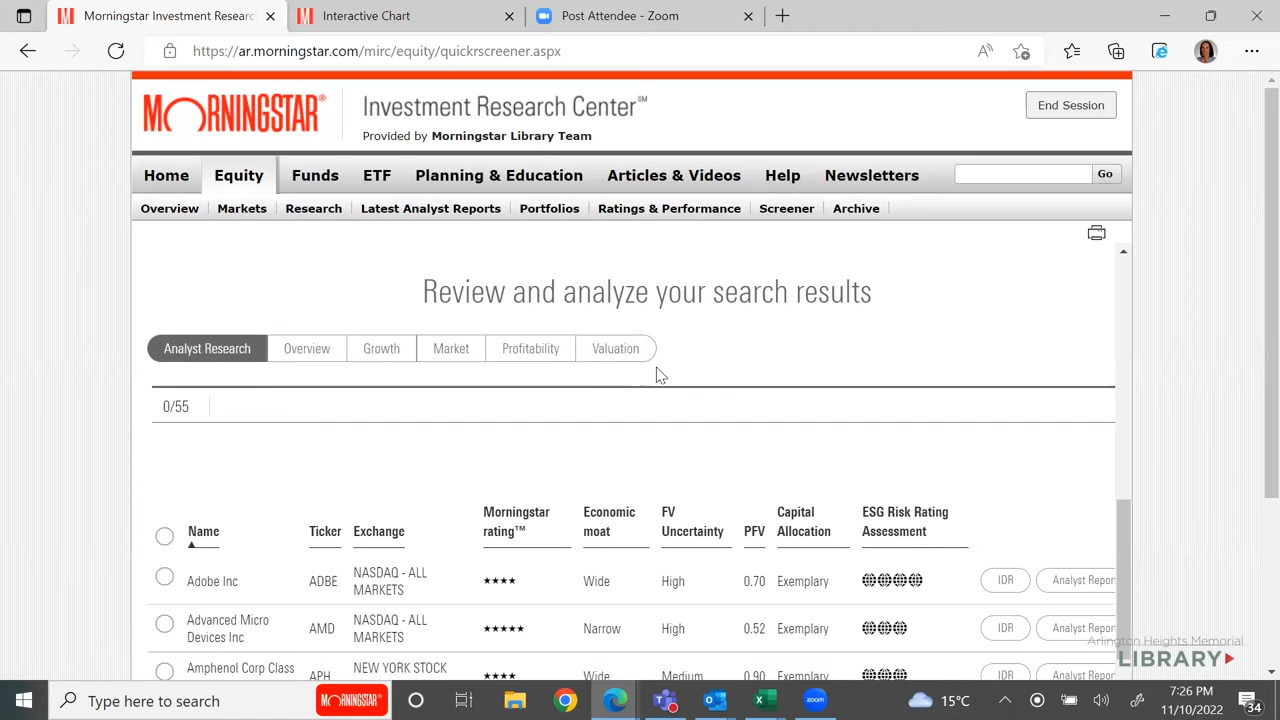 Morningstar Investment Researc
Interactive Chart
Post Attendee - Zoom
https://ar.morningstar.com/mirc/equity/quickrscreener.aspx
MORNINGSTAR®
Investment Research Center℠
Provided by Morningstar Library Team
End Session
Home Equity Funds ETF Planning & Education Articles & Videos Help Newsletters Go
Overview Markets Research Latest Analyst Reports Portfolios Ratings & Performance Screener Archive
Review and analyze your search results
Analyst Research Overview Growth Market Profitability Valuation
0/55
Name Ticker Exchange Morningstar rating™ Economic moat FV Uncertainty PFV Capital Allocation ESG Risk Rating Assessment
Adobe Inc ADBE NASDAQ - ALL MARKETS ★★★★ Wide High 0.70 Exemplary IDR Analyst Repor
Advanced Micro Devices Inc AMD NASDAQ - ALL MARKETS ★★★★★ Narrow High 0.52 Exemplary IDR Analyst Repor
Amphenol Corp Class APH NEW YORK STOCK ★★★★ Wide Medium 0.90 Exemplary IDR Analyst Repor
Arlington Heights Memorial
LIBRARY
Type here to search
MORNINGSTAR
15°C
7:26 PM
11/10/2022
34